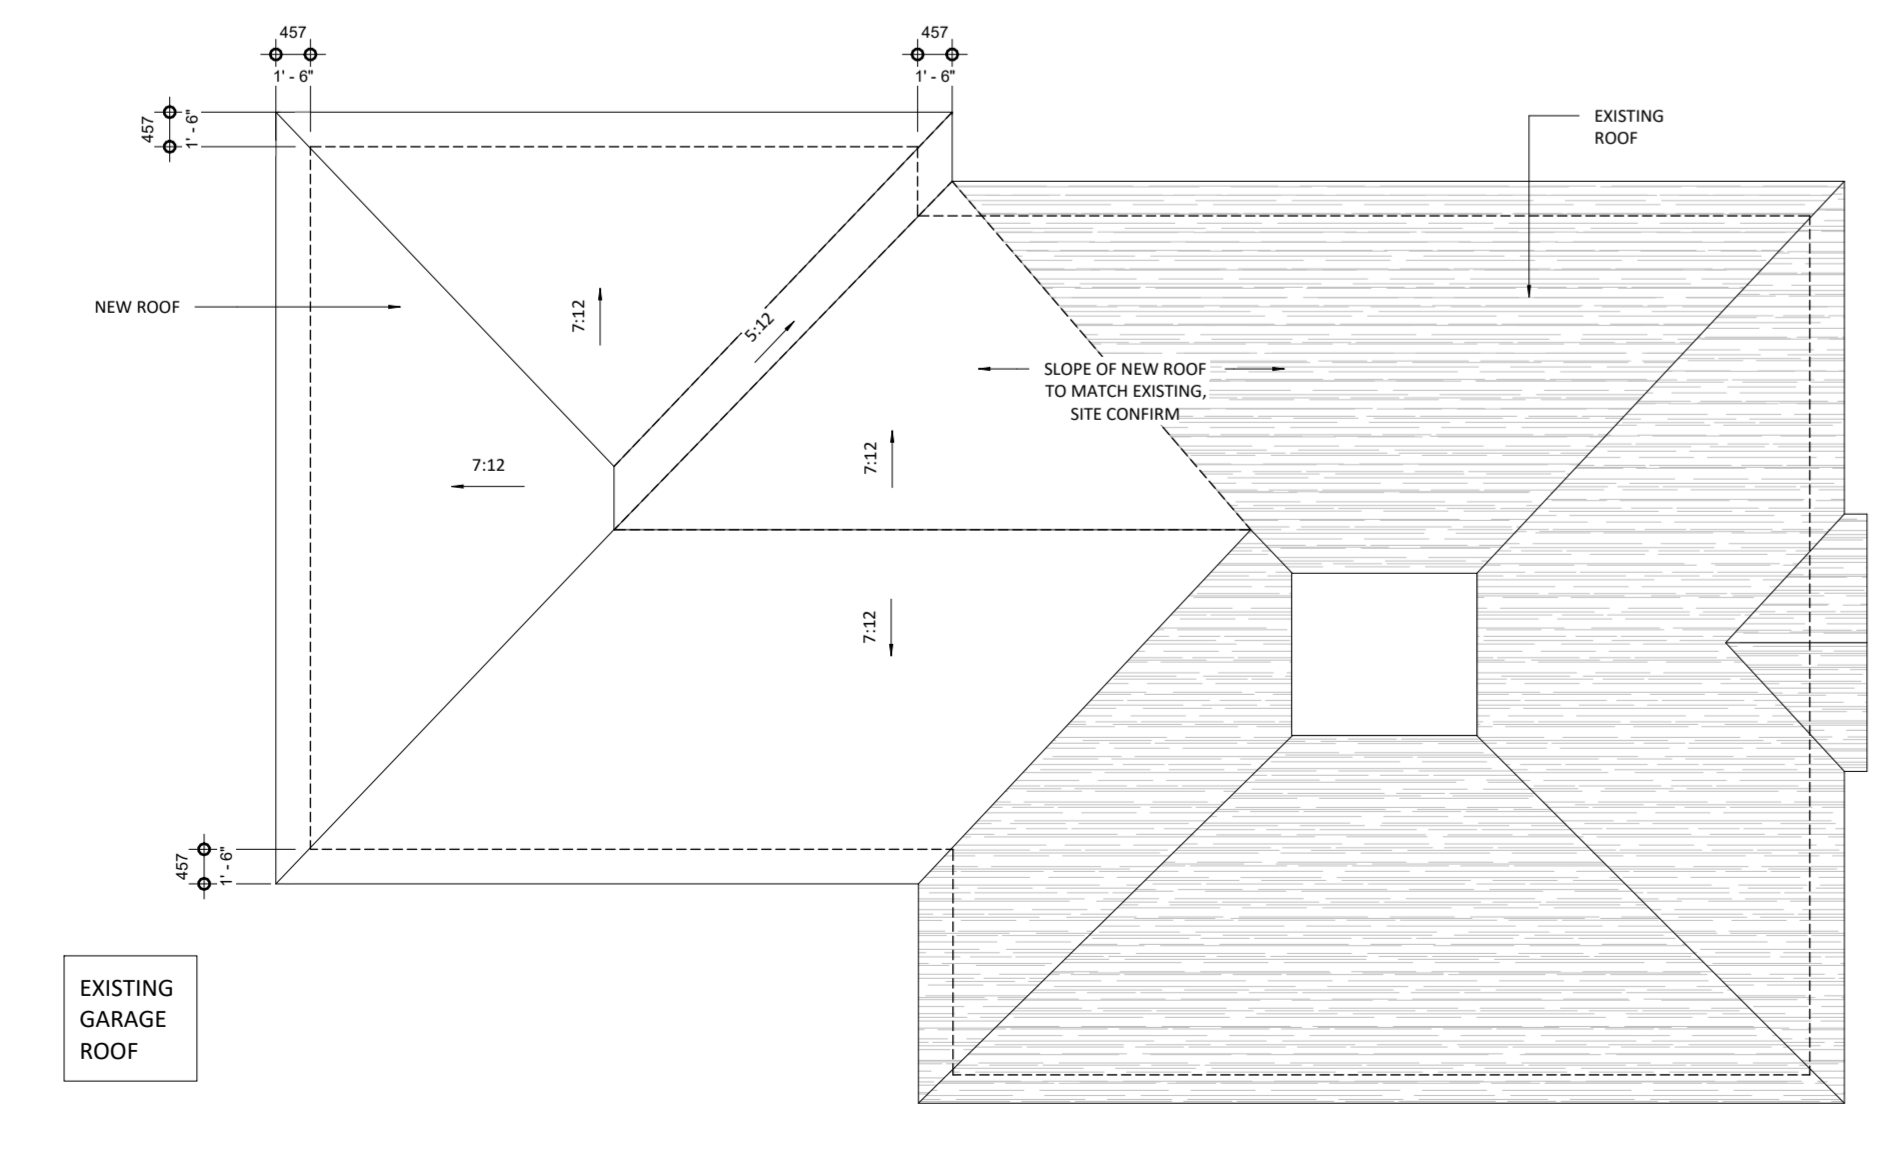 457
1' - 6"
457
1' - 6"
457
1' - 6"
EXISTING
ROOF
NEW ROOF
7:12
5:12
SLOPE OF NEW ROOF
TO MATCH EXISTING,
SITE CONFIRM
7:12
7:12
7:12
457
1' - 6"
EXISTING
GARAGE
ROOF